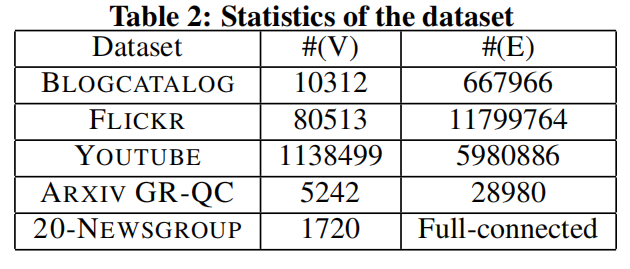 Table 2: Statistics of the dataset
Dataset #(V) #(E)
BLOGCATALOG 10312 667966
FLICKR 80513 11799764
YOUTUBE 1138499 5980886
ARXIV GR-QC 5242 28980
20-NEWSGROUP 1720 Full-connected